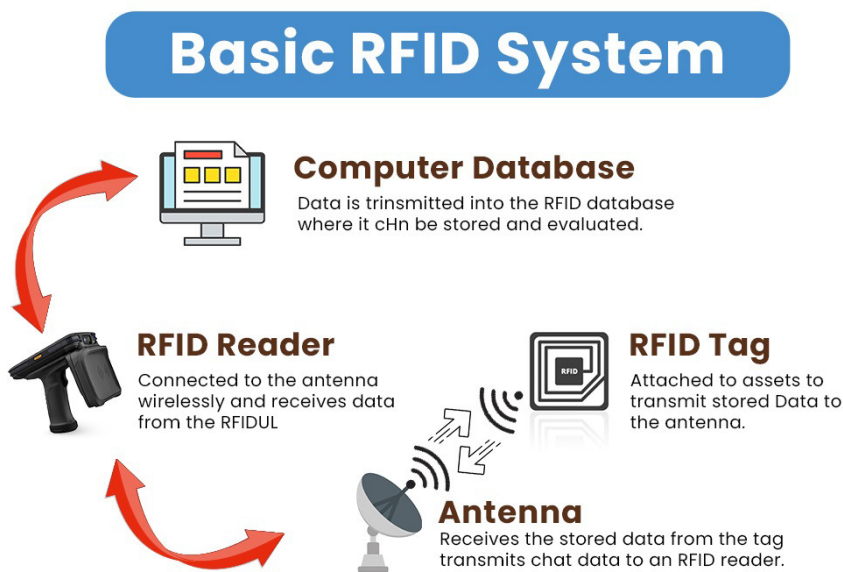 Basic RFID System
Computer Database
Data is trinsmitted into the RFID database
where it cHn be stored and evaluated.
RFID Reader
Connected to the antenna
wirelessly and receives data
from the RFIDUL
RFID Tag
Attached to assets to
transmit stored Data to
the antenna.
RFID
Antenna
Receives the stored data from the tag
transmits chat data to an RFID reader.